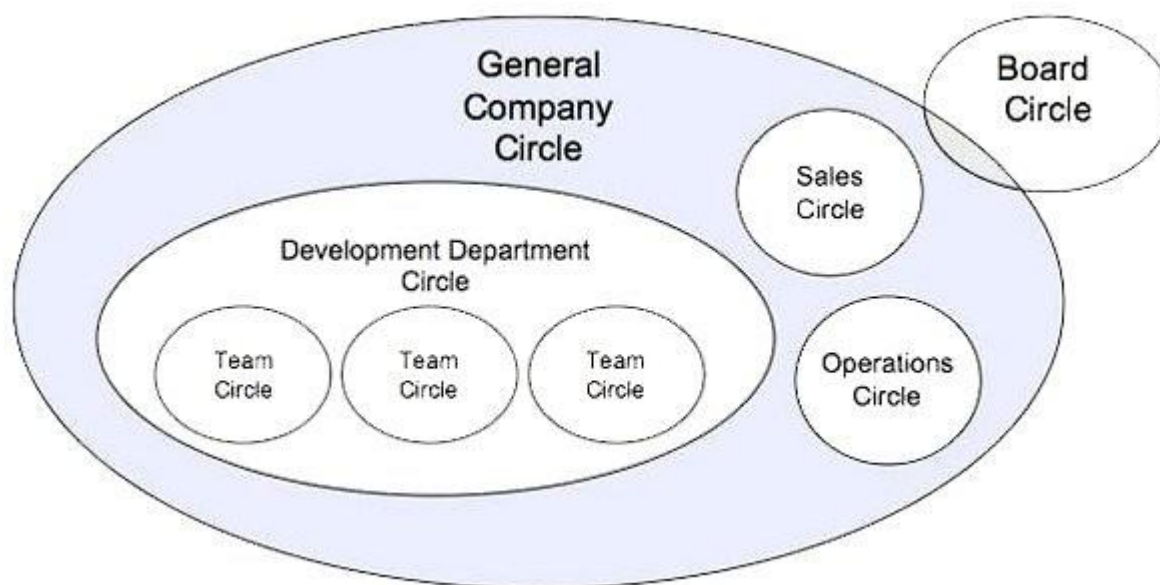 General
Company
Circle
Board
Circle
Sales
Circle
Development Department
Circle
Team
Circle
Team
Circle
Team
Circle
Operations
Circle